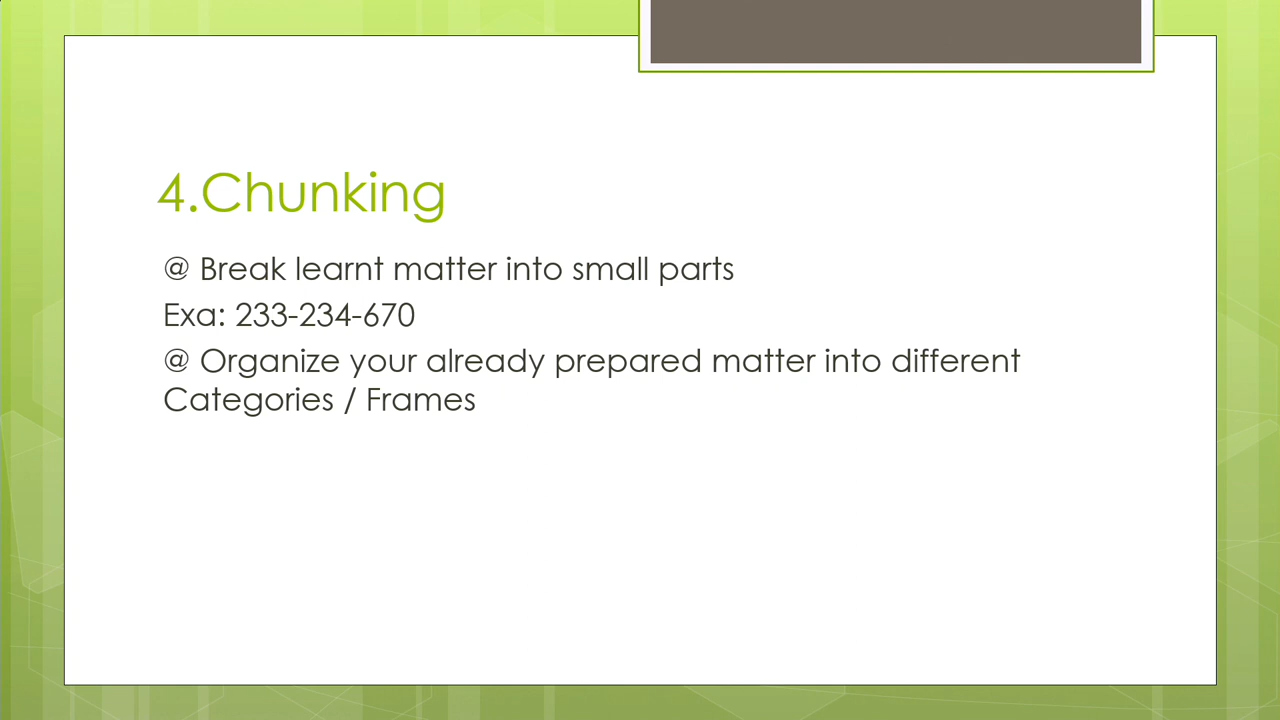 4.Chunking
@ Break learnt matter into small parts
Exa: 233-234-670
@ Organize your already prepared matter into different
Categories / Frames